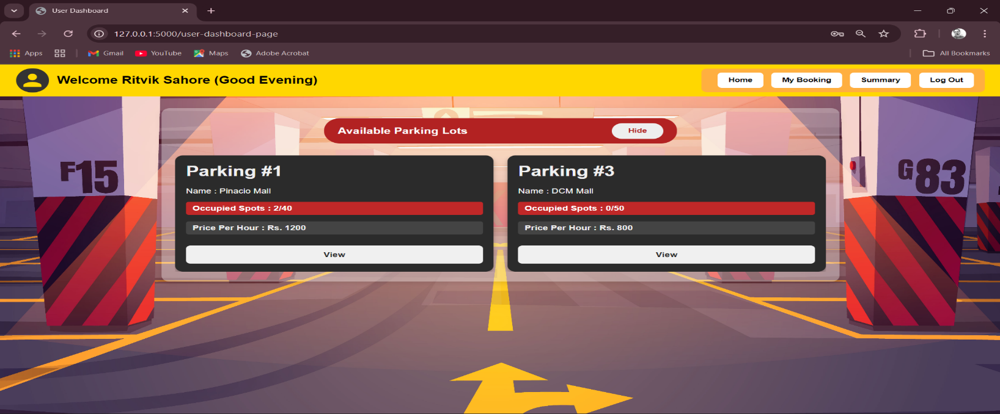 User Dashboard
127.0.0.1:5000/user-dashboard-page
Apps Gmail YouTube Maps Adobe Acrobat All Bookmarks
Welcome Ritvik Sahore (Good Evening) Home My Booking Summary Log Out
Available Parking Lots Hide
F15
G83
Parking #1
Name : Pinacio Mall
Occupied Spots : 2/40
Price Per Hour : Rs. 1200
View
Parking #3
Name : DCM Mall
Occupied Spots : 0/50
Price Per Hour : Rs. 800
View